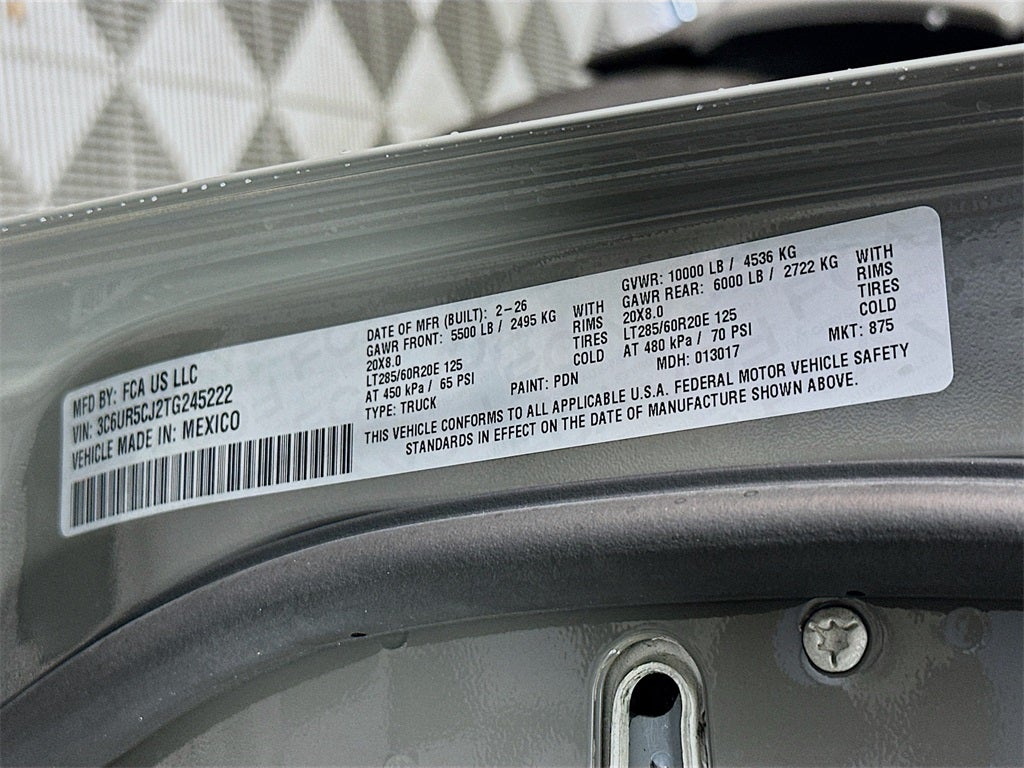 MFD BY: FCA US LLC
VIN: 3C6UR5CJ2TG245222
VEHICLE MADE IN: MEXICO
DATE OF MFR (BUILT): 2-26
GAWR FRONT: 5500 LB / 2495 KG WITH
20X8.0 RIMS
LT285/60R20E 125 TIRES
AT 450 kPa / 65 PSI COLD
TYPE: TRUCK PAINT: PDN
GVWR: 10000 LB / 4536 KG
GAWR REAR: 6000 LB / 2722 KG WITH
20X8.0 RIMS
LT285/60R20E 125 TIRES
AT 480 kPa / 70 PSI COLD
MDH: 013017 MKT: 875
THIS VEHICLE CONFORMS TO ALL APPLICABLE U.S.A. FEDERAL MOTOR VEHICLE SAFETY
STANDARDS IN EFFECT ON THE DATE OF MANUFACTURE SHOWN ABOVE.